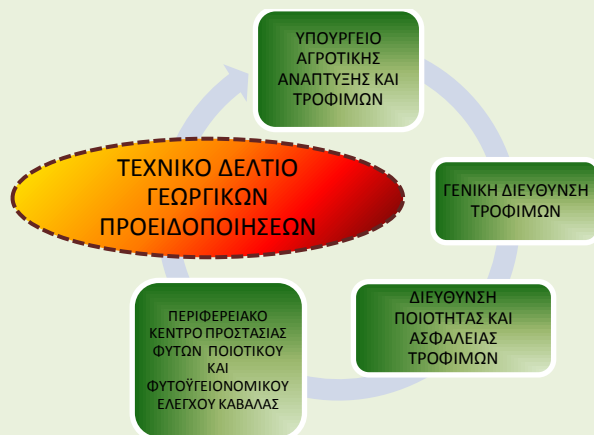 ΥΠΟΥΡΓΕΙΟ
ΑΓΡΟΤΙΚΗΣ
ΑΝΑΠΤΥΞΗΣ ΚΑΙ
ΤΡΟΦΙΜΩΝ
ΓΕΝΙΚΗ ΔΙΕΥΘΥΝΣΗ
ΤΡΟΦΙΜΩΝ
ΔΙΕΥΘΥΝΣΗ
ΠΟΙΟΤΗΤΑΣ ΚΑΙ
ΑΣΦΑΛΕΙΑΣ
ΤΡΟΦΙΜΩΝ
ΠΕΡΙΦΕΡΕΙΑΚΟ
ΚΕΝΤΡΟ ΠΡΟΣΤΑΣΙΑΣ
ΦΥΤΩΝ ΠΟΙΟΤΙΚΟΥ
ΚΑΙ
ΦΥΤΟΫΓΕΙΟΝΟΜΙΚΟΥ
ΕΛΕΓΧΟΥ ΚΑΒΑΛΑΣ
ΤΕΧΝΙΚΟ ΔΕΛΤΙΟ
ΓΕΩΡΓΙΚΩΝ
ΠΡΟΕΙΔΟΠΟΙΗΣΕΩΝ